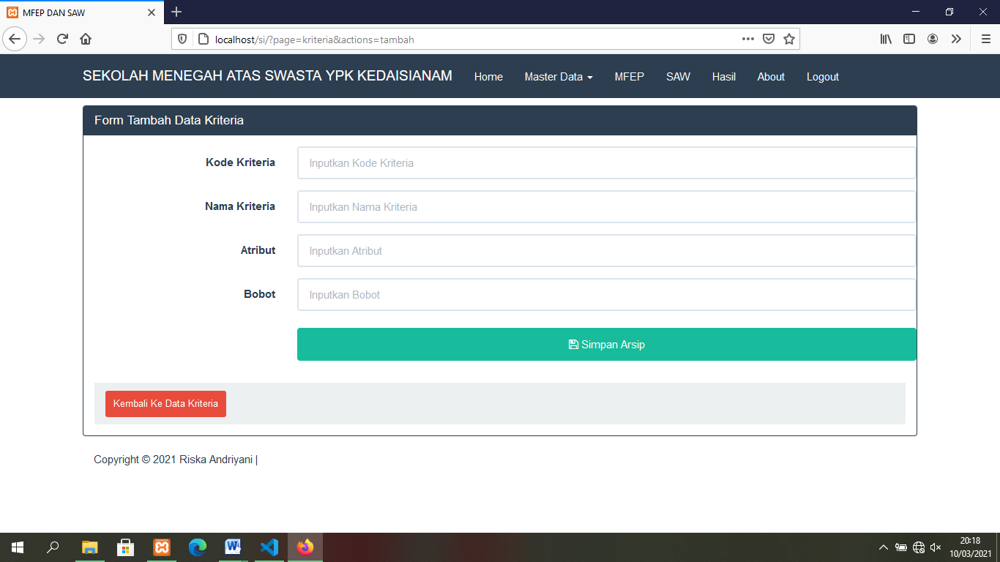 MFEP DAN SAW
localhost/si/?page=kriteria&actions=tambah
SEKOLAH MENEGAH ATAS SWASTA YPK KEDAISIANAM Home Master Data MFEP SAW Hasil About Logout
Form Tambah Data Kriteria
Kode Kriteria Inputkan Kode Kriteria
Nama Kriteria Inputkan Nama Kriteria
Atribut Inputkan Atribut
Bobot Inputkan Bobot
Simpan Arsip
Kembali Ke Data Kriteria
Copyright © 2021 Riska Andriyani |
20:18
10/03/2021